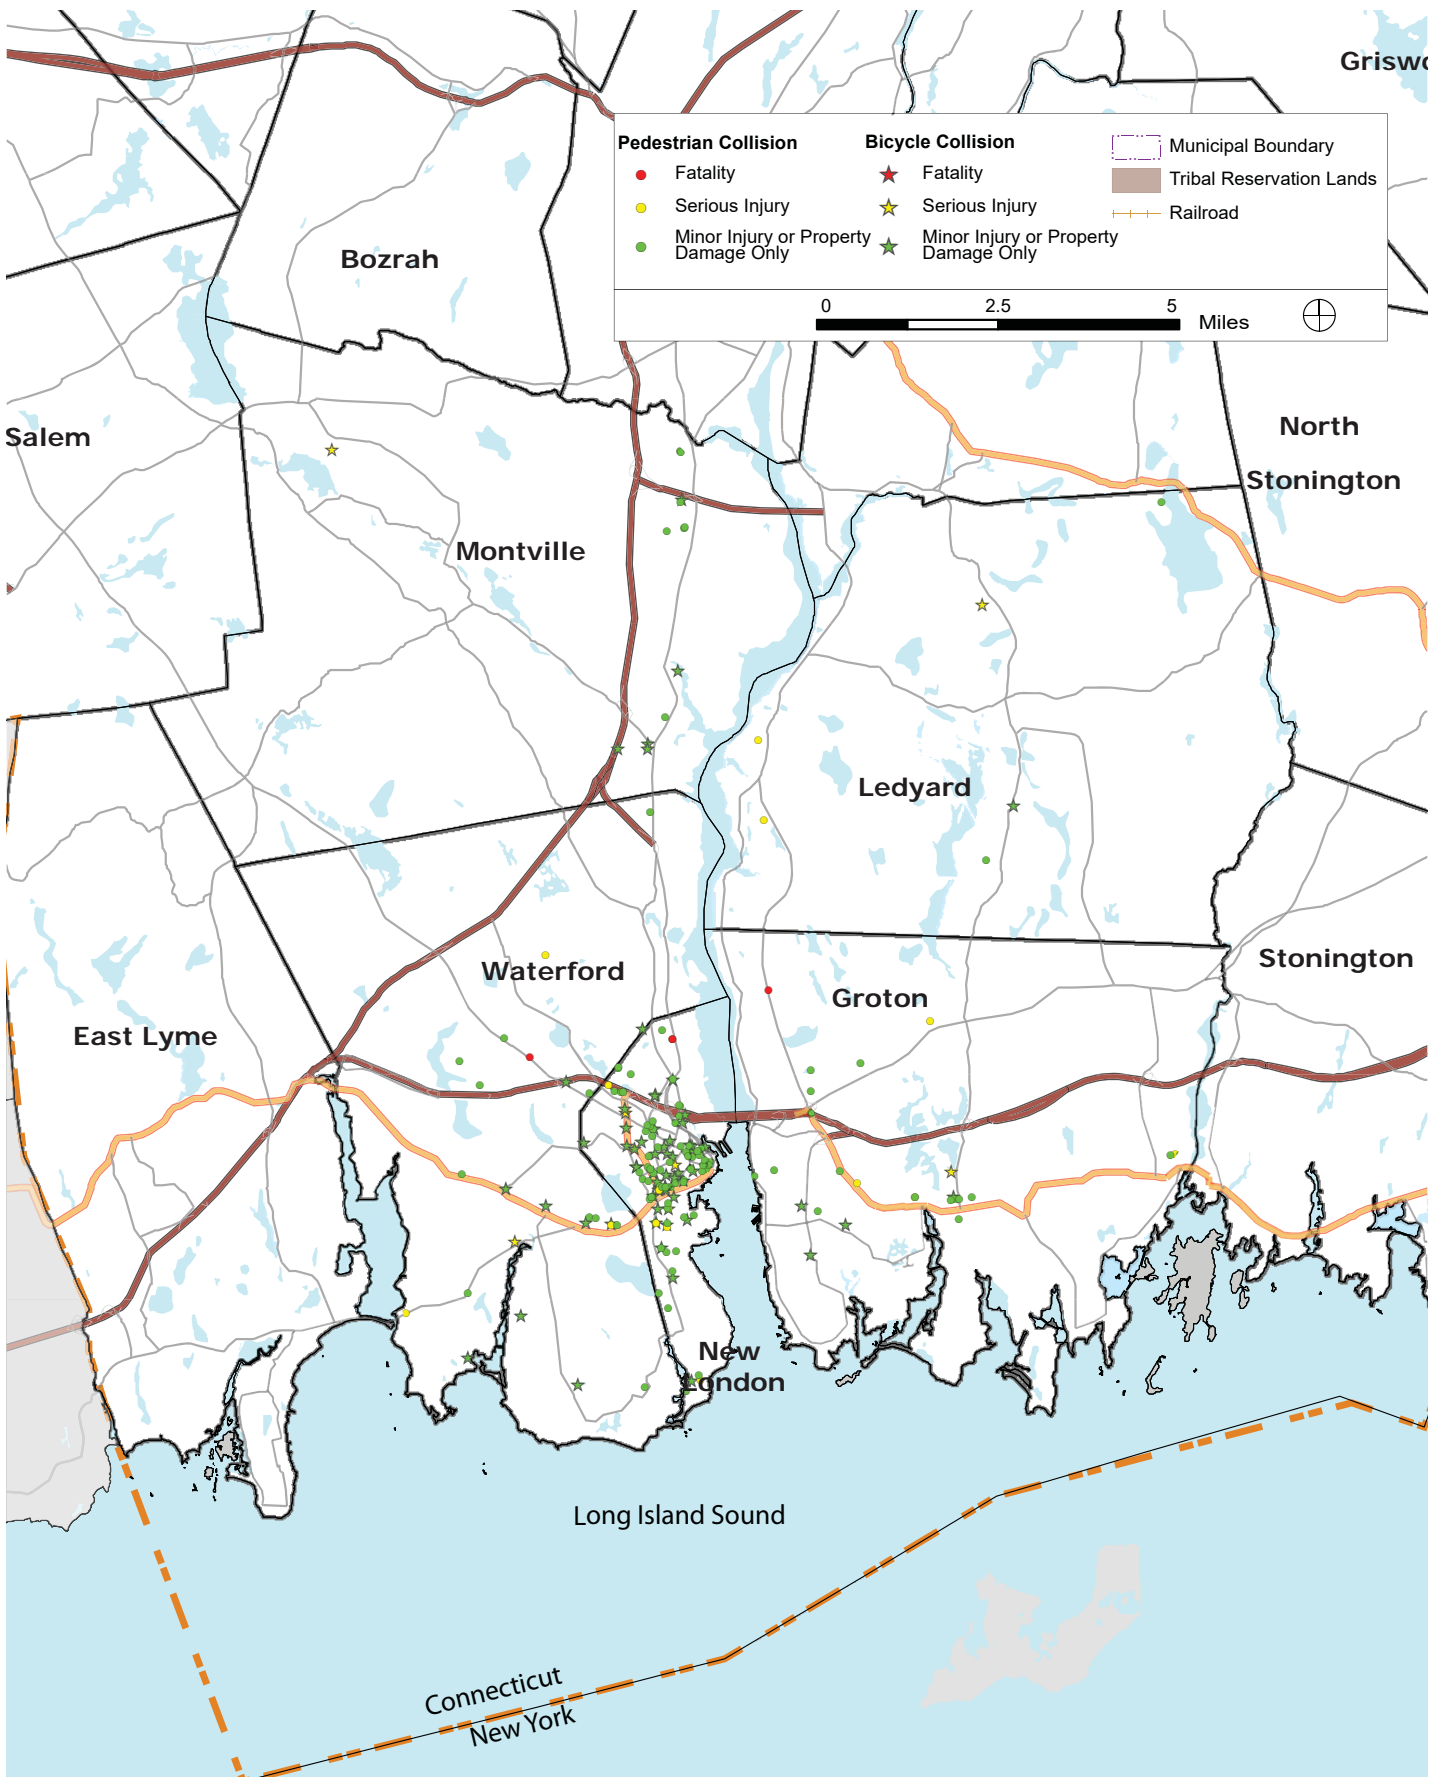 Griswo
Pedestrian Collision
Fatality
Serious Injury
Minor Injury or Property
Damage Only
Bicycle Collision
Fatality
Serious Injury
Minor Injury or Property
Damage Only
Municipal Boundary
Tribal Reservation Lands
Railroad
0 2.5 5
Miles
Bozrah
Salem
North
Stonington
Montville
Ledyard
Waterford
Groton
Stonington
East Lyme
New
London
Long Island Sound
Connecticut
New York